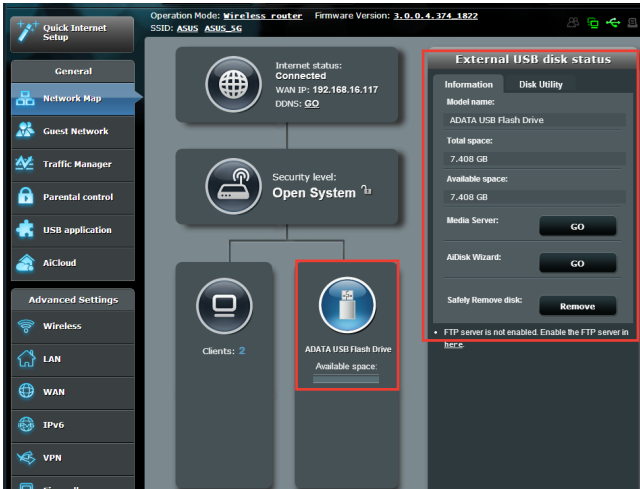 Operation Mode: Wireless router Firmware Version: 3.0.0.4.374_1822
SSID: ASUS ASUS_5G
Quick Internet
Setup
General
Network Map
Guest Network
Traffic Manager
Parental control
USB application
AiCloud
Advanced Settings
Wireless
LAN
WAN
IPv6
VPN
Internet status:
Connected
WAN IP: 192.168.16.117
DDNS: GO
Security level:
Open System
Clients: 2
ADATA USB Flash Drive
Available space:
External USB disk status
Information Disk Utility
Model name:
ADATA USB Flash Drive
Total space:
7.408 GB
Available space:
7.408 GB
Media Server: GO
AiDisk Wizard: GO
Safely Remove disk: Remove
• FTP server is not enabled. Enable the FTP server in
here.